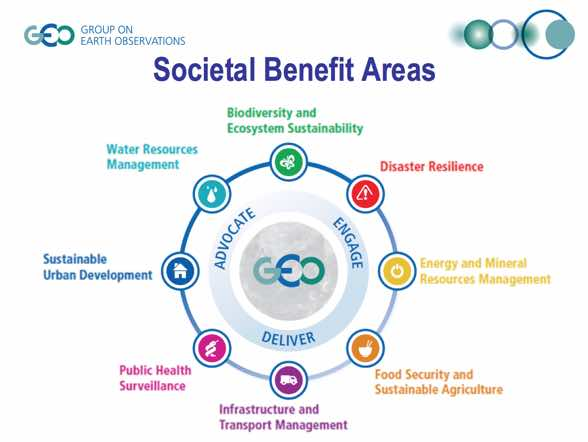 GEO
GROUP ON
EARTH OBSERVATIONS
Societal Benefit Areas
Biodiversity and
Ecosystem Sustainability
Water Resources
Management
Disaster Resilience
ADVOCATE
ENGAGE
Sustainable
Urban Development
GEO
Energy and Mineral
Resources Management
DELIVER
Public Health
Surveillance
Food Security and
Sustainable Agriculture
Infrastructure and
Transport Management